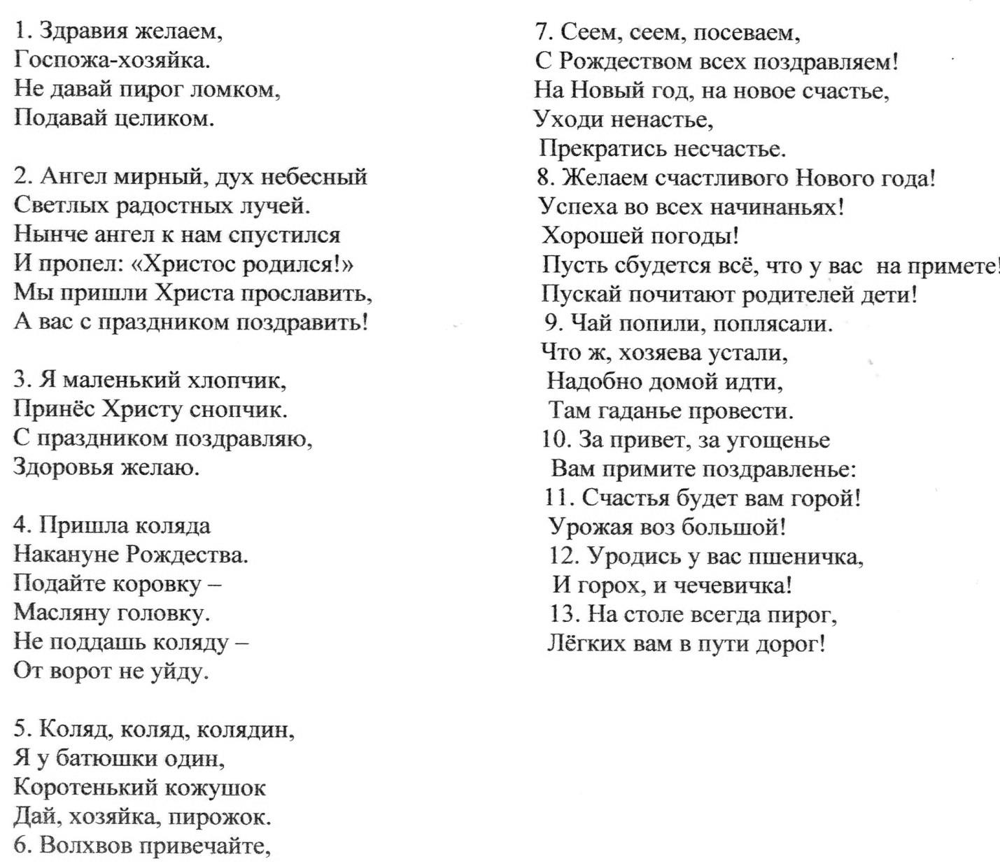 1. Здравия желаем,
Госпожа-хозяйка.
Не давай пирог ломком,
Подавай целиком.
2. Ангел мирный, дух небесный
Светлых радостных лучей.
Нынче ангел к нам спустился
И пропел: «Христос родился!»
Мы пришли Христа прославить,
А вас с праздником поздравить!
3. Я маленький хлопчик,
Принёс Христу снопчик.
С праздником поздравляю,
Здоровья желаю.
4. Пришла коляда
Накануне Рождества.
Подайте коровку –
Масляну головку.
Не поддашь коляду –
От ворот не уйду.
5. Коляд, коляд, колядин,
Я у батюшки один,
Коротенький кожушок
Дай, хозяйка, пирожок.
6. Волхвов привечайте,
7. Сеем, сеем, посеваем,
С Рождеством всех поздравляем!
На Новый год, на новое счастье,
Уходи ненастье,
Прекратись несчастье.
8. Желаем счастливого Нового года!
Успеха во всех начинаньях!
Хорошей погоды!
Пусть сбудется всё, что у вас на примете!
Пускай почитают родителей дети!
9. Чай попили, поплясали.
Что ж, хозяева устали,
Надобно домой идти,
Там гаданье провести.
10. За привет, за угощенье
Вам примите поздравленье:
11. Счастья будет вам горой!
Урожая воз большой!
12. Уродись у вас пшеничка,
И горох, и чечевичка!
13. На столе всегда пирог,
Лёгких вам в пути дорог!